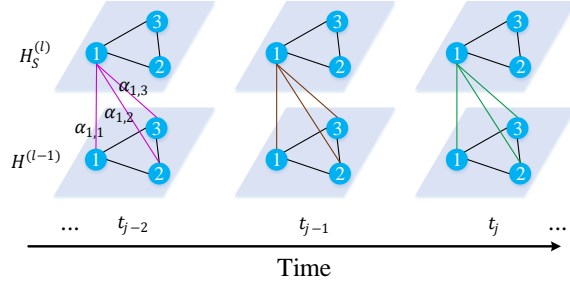 3 3 3
H_S^{(l)} 1 1 1
2 2 2
α_{1,3}
α_{1,2}
α_{1,1} 3 3 3
H^{(l−1)} 1 1 1
2 2 2
... t_{j−2} t_{j−1} t_j ...
Time